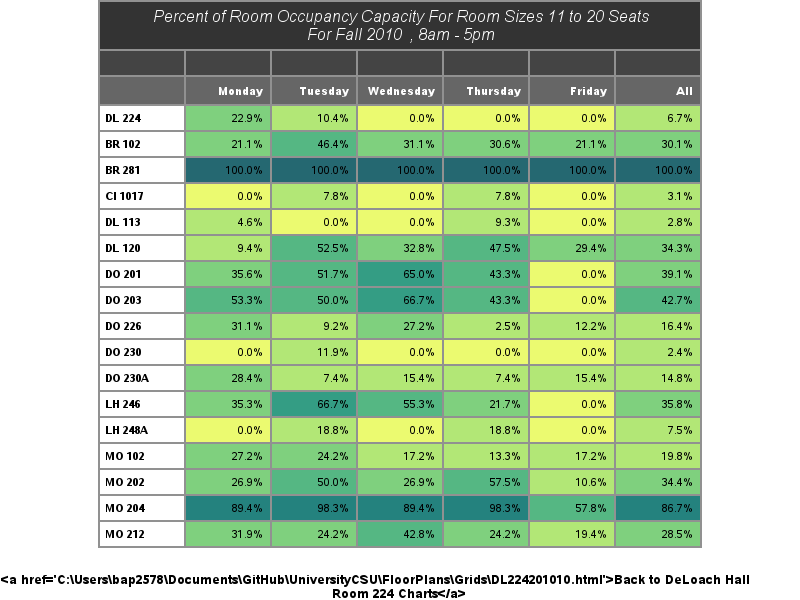 Percent of Room Occupancy Capacity For Room Sizes 11 to 20 Seats
For Fall 2010 , 8am - 5pm
Monday Tuesday Wednesday Thursday Friday All
DL 224 22.9% 10.4% 0.0% 0.0% 0.0% 6.7%
BR 102 21.1% 46.4% 31.1% 30.6% 21.1% 30.1%
BR 281 100.0% 100.0% 100.0% 100.0% 100.0% 100.0%
CI 1017 0.0% 7.8% 0.0% 7.8% 0.0% 3.1%
DL 113 4.6% 0.0% 0.0% 9.3% 0.0% 2.8%
DL 120 9.4% 52.5% 32.8% 47.5% 29.4% 34.3%
DO 201 35.6% 51.7% 65.0% 43.3% 0.0% 39.1%
DO 203 53.3% 50.0% 66.7% 43.3% 0.0% 42.7%
DO 226 31.1% 9.2% 27.2% 2.5% 12.2% 16.4%
DO 230 0.0% 11.9% 0.0% 0.0% 0.0% 2.4%
DO 230A 28.4% 7.4% 15.4% 7.4% 15.4% 14.8%
LH 246 35.3% 66.7% 55.3% 21.7% 0.0% 35.8%
LH 248A 0.0% 18.8% 0.0% 18.8% 0.0% 7.5%
MO 102 27.2% 24.2% 17.2% 13.3% 17.2% 19.8%
MO 202 26.9% 50.0% 26.9% 57.5% 10.6% 34.4%
MO 204 89.4% 98.3% 89.4% 98.3% 57.8% 86.7%
MO 212 31.9% 24.2% 42.8% 24.2% 19.4% 28.5%
<a href='C:\Users\bap2578\Documents\GitHub\UniversityCSU\FloorPlans\Grids\DL224201010.html'>Back to DeLoach Hall
Room 224 Charts</a>